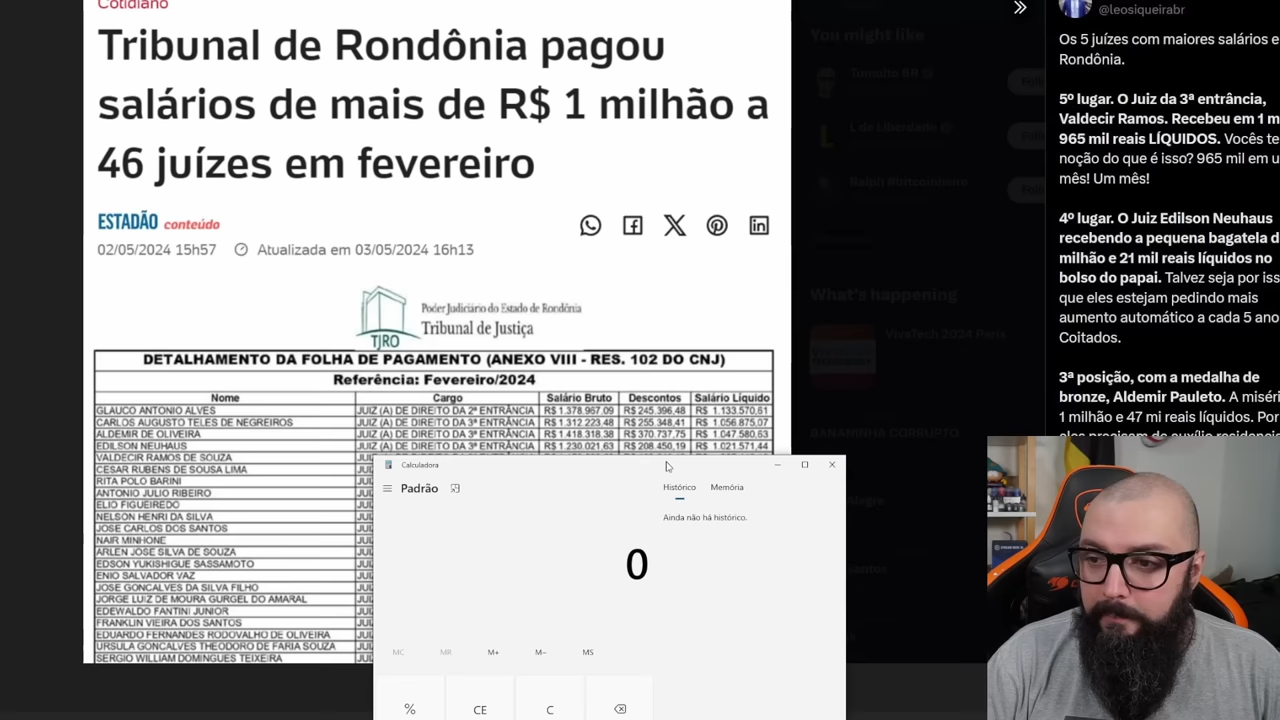 Cotidiano
Tribunal de Rondônia pagou
salários de mais de R$ 1 milhão a
46 juízes em fevereiro
ESTADÃO conteúdo
02/05/2024 15h57 Atualizada em 03/05/2024 16h13
Poder Judiciário do Estado de Rondônia
Tribunal de Justiça
TJRO
DETALHAMENTO DA FOLHA DE PAGAMENTO (ANEXO VIII - RES. 102 DO CNJ)
Referência: Fevereiro/2024
Nome Cargo Salário Bruto Descontos Salário Líquido
GLAUCO ANTONIO ALVES JUIZ (A) DE DIREITO DA 2ª ENTRÂNCIA R$ 1.378.967,09 R$ 245.396,48 R$ 1.133.570,61
CARLOS AUGUSTO TELES DE NEGREIROS JUIZ (A) DE DIREITO DA 3ª ENTRÂNCIA R$ 1.312.223,48 R$ 255.348,41 R$ 1.056.875,07
ALDEMIR DE OLIVEIRA JUIZ (A) DE DIREITO DA 3ª ENTRÂNCIA R$ 1.418.318,38 R$ 370.737,75 R$ 1.047.580,63
EDILSON NEUHAUS JUIZ (A) DE DIREITO DA 3ª ENTRÂNCIA R$ 1.230.021,63 R$ 208.450,19 R$ 1.021.571,44
VALDECIR RAMOS DE SOUZA
CESAR RUBENS DE SOUSA LIMA
RITA POLO BARINI
ANTONIO JULIO RIBEIRO
ELIO FIGUEIREDO
NELSON HENRI DA SILVA
JOSE CARLOS DOS SANTOS
NAIR MINHONE
ARLEN JOSE SILVA DE SOUZA
EDSON YUKISHIGUE SASSAMOTO
ENIO SALVADOR VAZ
JOSE GONCALVES DA SILVA FILHO
JORGE LUIZ DE MOURA GURGEL DO AMARAL
EDEWALDO FANTINI JUNIOR
FRANKLIN VIEIRA DOS SANTOS
EDUARDO FERNANDES RODOVALHO DE OLIVEIRA
URSULA GONCALVES THEODORO DE FARIA SOUZA
SERGIO WILLIAM DOMINGUES TEIXEIRA
Calculadora
Padrão
Histórico Memória
Ainda não há histórico.
0
MC MR M+ M- MS
% CE C
You might like
L de Liberdade
What's happening
VivaTech 2024 Paris
@leosiqueirabr
Os 5 juízes com maiores salários e
Rondônia.
5º lugar. O Juiz da 3ª entrância,
Valdecir Ramos. Recebeu em 1 m
965 mil reais LÍQUIDOS. Vocês te
noção do que é isso? 965 mil em u
mês! Um mês!
4º lugar. O Juiz Edilson Neuhaus
recebendo a pequena bagatela d
milhão e 21 mil reais líquidos no
bolso do papai. Talvez seja por iss
que eles estejam pedindo mais
aumento automático a cada 5 ano
Coitados.
3ª posição, com a medalha de
bronze, Aldemir Pauleto. A miséri
1 milhão e 47 mi reais líquidos. Por